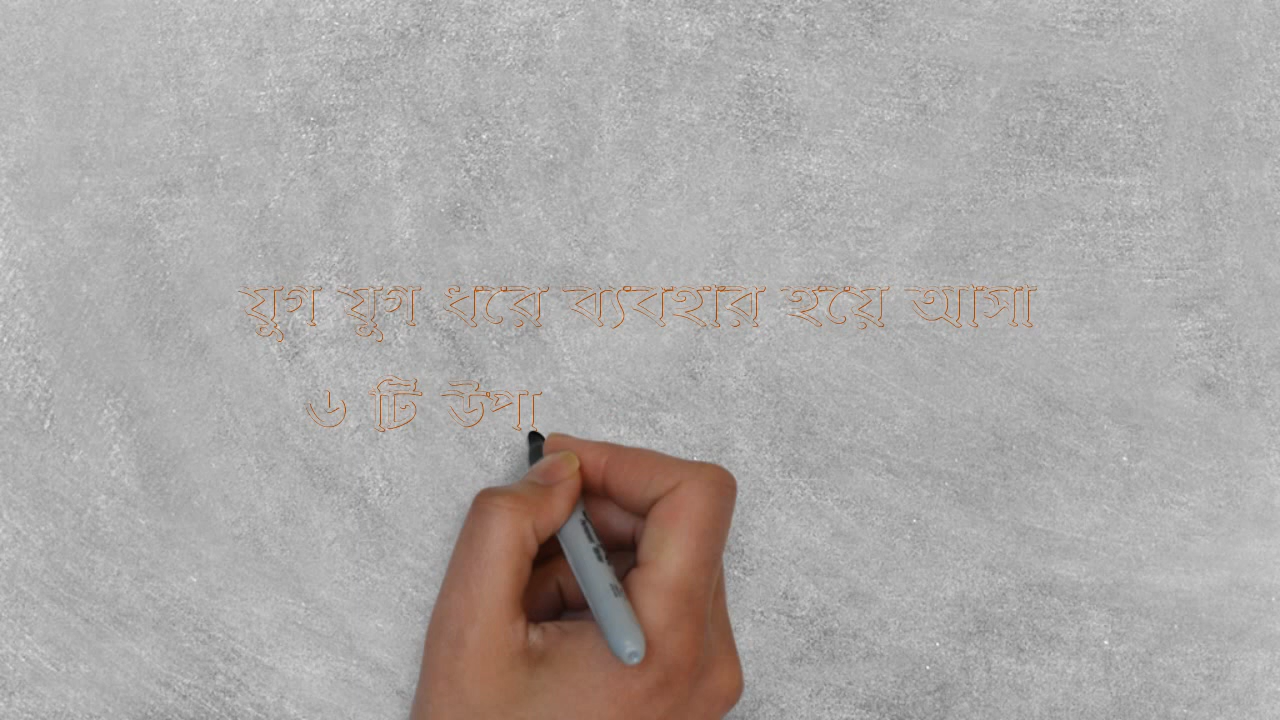 যুগ যুগ ধরে ব্যবহার হয়ে আসা
৬ টি উপা